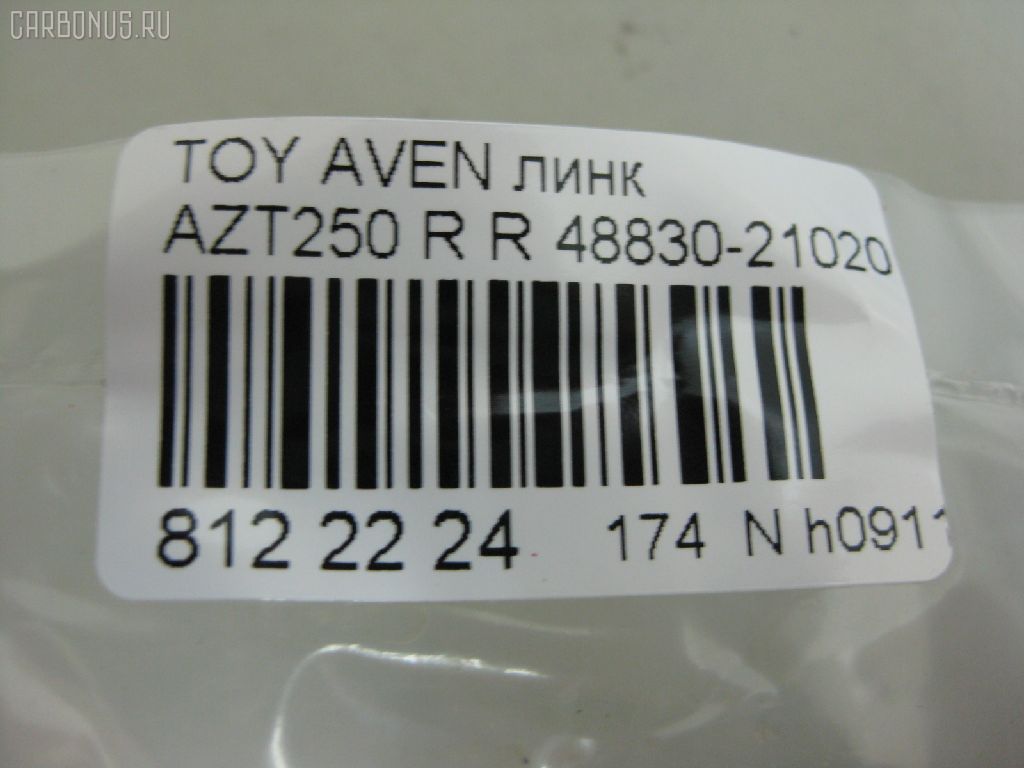 CARBONUS.RU
TOY AVEN линк
AZT250 R R 48830-21020
812 22 24 174 N h0911